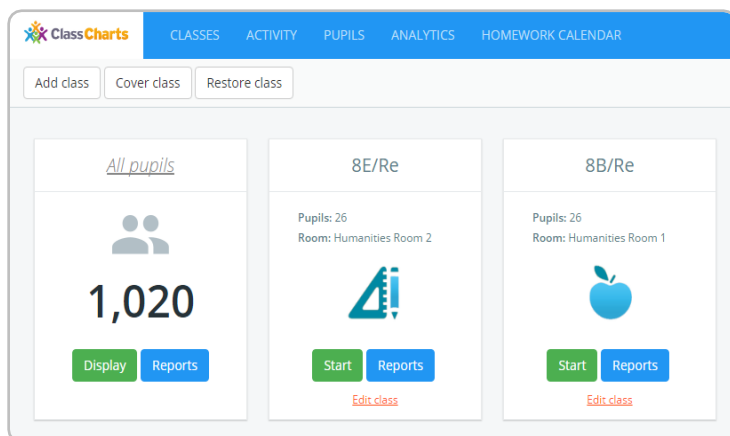 ClassCharts CLASSES ACTIVITY PUPILS ANALYTICS HOMEWORK CALENDAR
Add class Cover class Restore class
All pupils
1,020
Display Reports
8E/Re
Pupils: 26
Room: Humanities Room 2
Start Reports
Edit class
8B/Re
Pupils: 26
Room: Humanities Room 1
Start Reports
Edit class